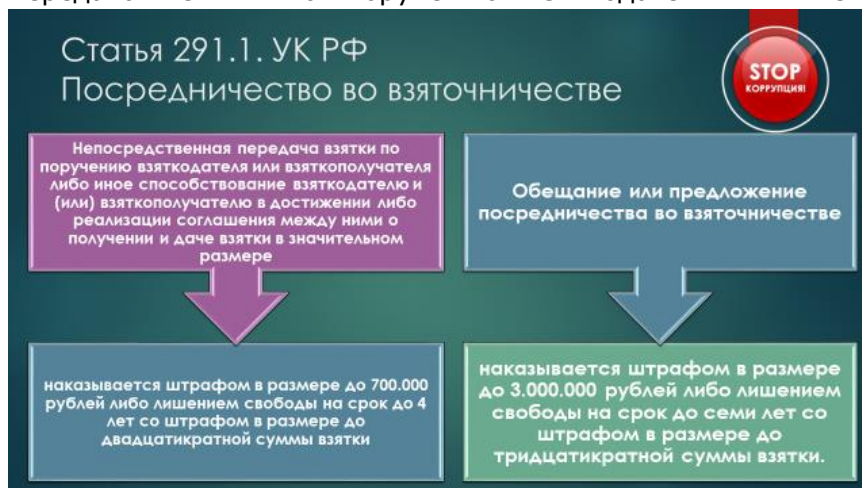 Статья 291.1. УК РФ
Посредничество во взяточничестве
STOP
КОРРУПЦИЯ!
Непосредственная передача взятки по
поручению взяткодателя или взяткополучателя
либо иное способствование взяткодателю и
(или) взяткополучателю в достижении либо
реализации соглашения между ними о
получении и даче взятки в значительном
размере
Обещание или предложение
посредничества во взяточничестве
наказывается штрафом в размере до 700.000
рублей либо лишением свободы на срок до 4
лет со штрафом в размере до
двадцатикратной суммы взятки
наказывается штрафом в размере
до 3.000.000 рублей либо лишением
свободы на срок до семи лет со
штрафом в размере до
тридцатикратной суммы взятки.